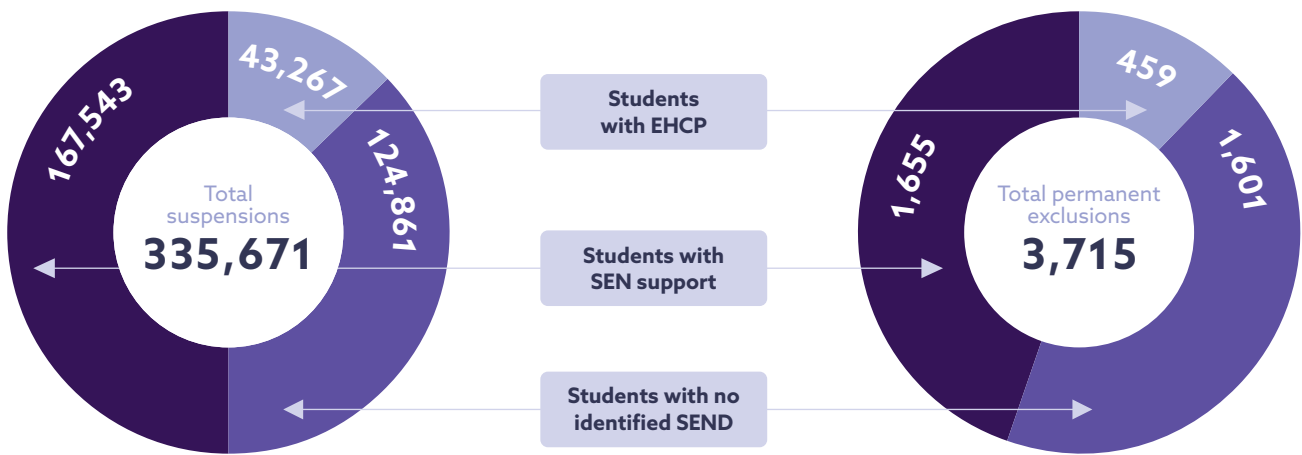 167,543
43,267
124,861
Total
suspensions
335,671
Students
with EHCP
Students with
SEN support
Students with no
identified SEND
1,655
459
1,601
Total permanent
exclusions
3,715